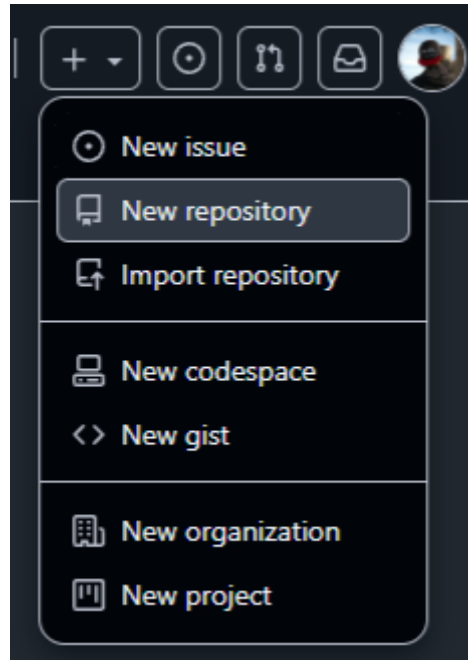 New issue
New repository
Import repository
New codespace
New gist
New organization
New project